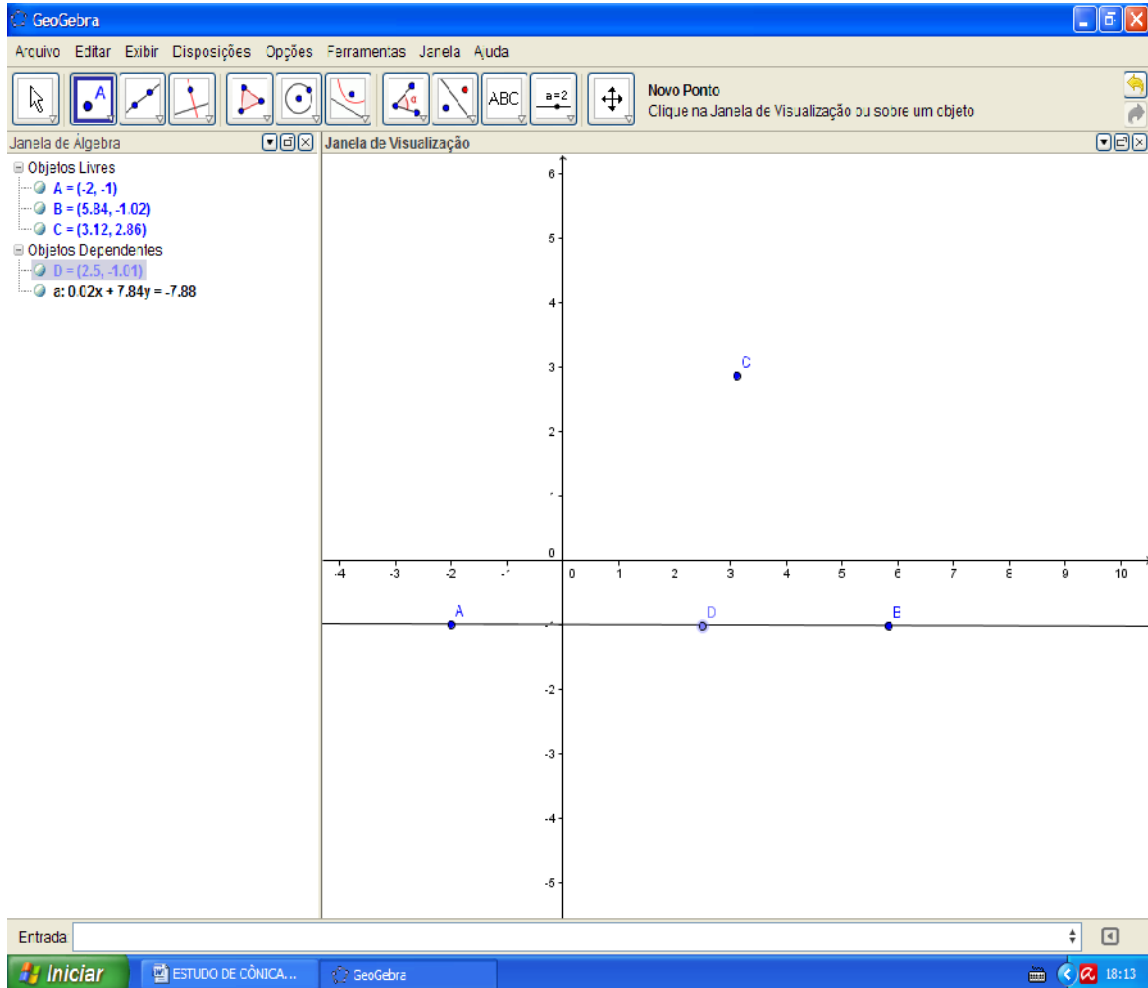 GeoGebra
Arquivo Editar Exibir Disposições Opções Ferramentas Janela Ajuda
A
ABC
a=2
Novo Ponto
Clique na Janela de Visualização ou sobre um objeto
Janela de Álgebra
Janela de Visualização
Objetos Livres
A = (-2, -1)
B = (5.84, -1.02)
C = (3.12, 2.86)
Objetos Dependentes
D = (2.5, -1.01)
a: 0.02x + 7.84y = -7.88
6
5
4
3
2
1
0
-4 -3 -2 -1 0 1 2 3 4 5 6 7 8 9 10
-1
-2
-3
-4
-5
C
A D B
Entrada
Iniciar
ESTUDO DE CÔNICA...
GeoGebra
18:13